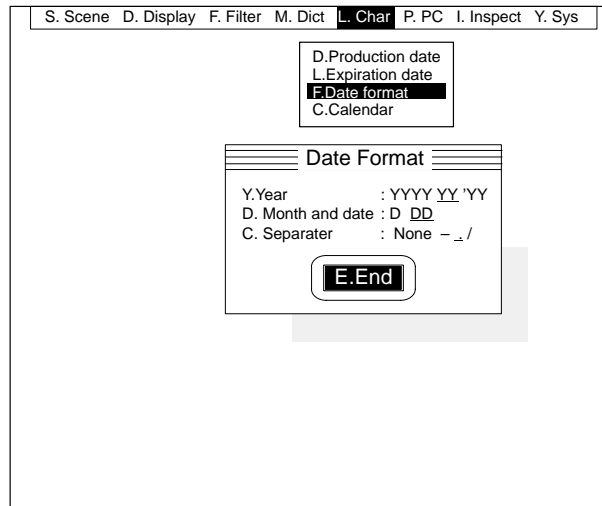 S. Scene D. Display F. Filter M. Dict L. Char P. PC I. Inspect Y. Sys
D.Production date
L.Expiration date
F.Date format
C.Calendar
Date Format
Y.Year : YYYY YY 'YY
D. Month and date : D DD
C. Separater : None – . /
E.End